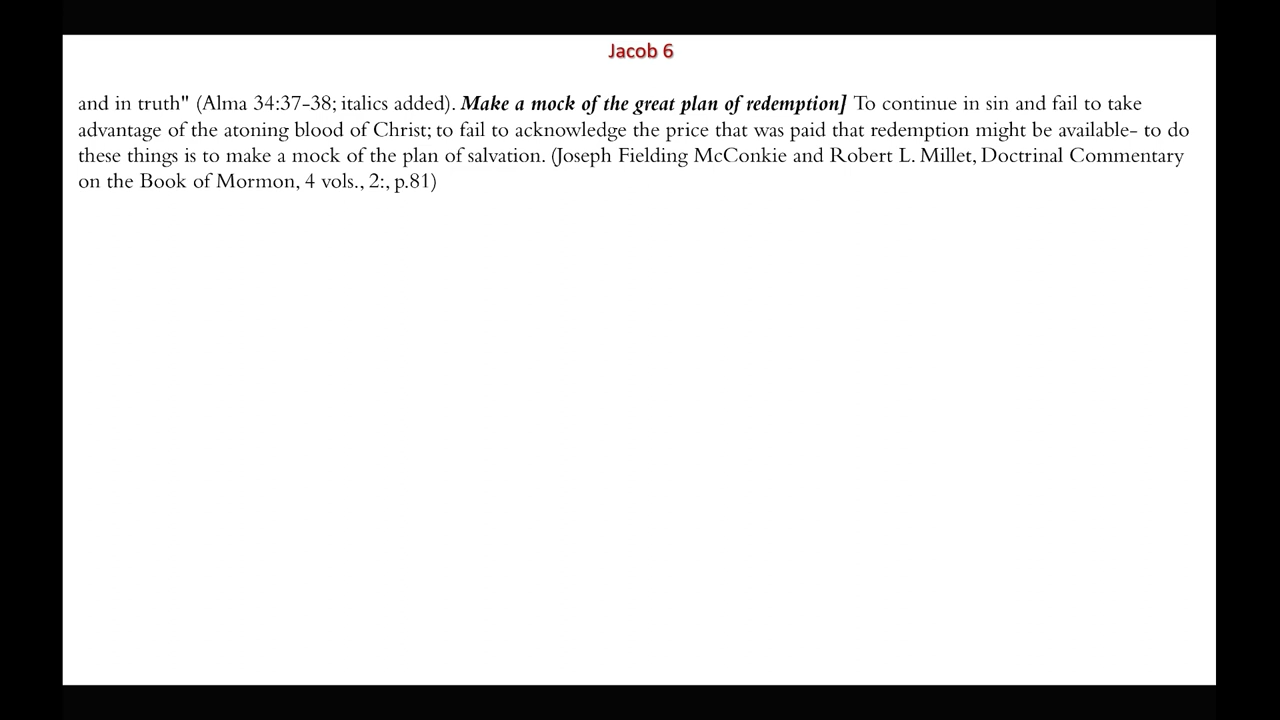 Jacob 6
and in truth" (Alma 34:37-38; italics added). Make a mock of the great plan of redemption] To continue in sin and fail to take
advantage of the atoning blood of Christ; to fail to acknowledge the price that was paid that redemption might be available- to do
these things is to make a mock of the plan of salvation. (Joseph Fielding McConkie and Robert L. Millet, Doctrinal Commentary
on the Book of Mormon, 4 vols., 2:, p.81)